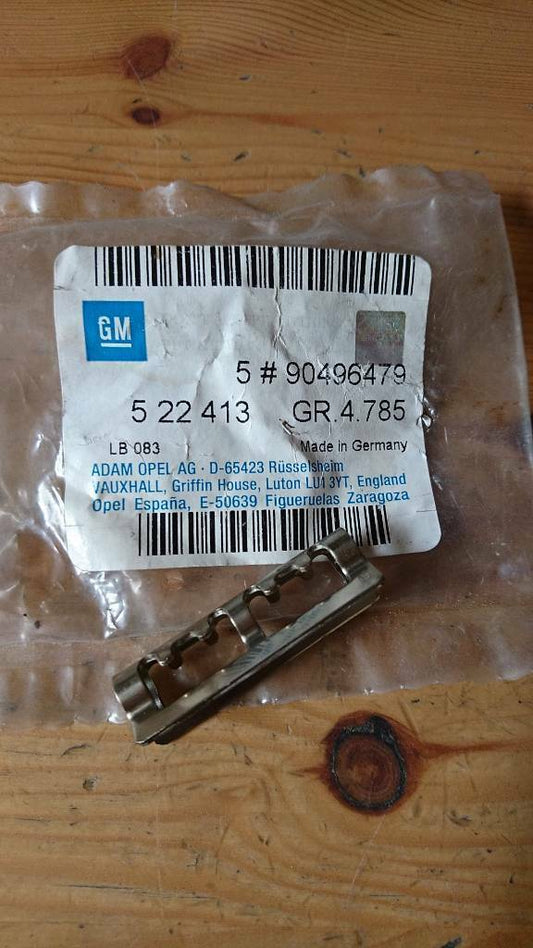 GM
5 # 90496479
5 22 413 GR.4.785
LB 083 Made in Germany
ADAM OPEL AG · D-65423 Rüsselsheim
VAUXHALL, Griffin House, Luton LU1 3YT, England
Opel España, E-50639 Figueruelas Zaragoza